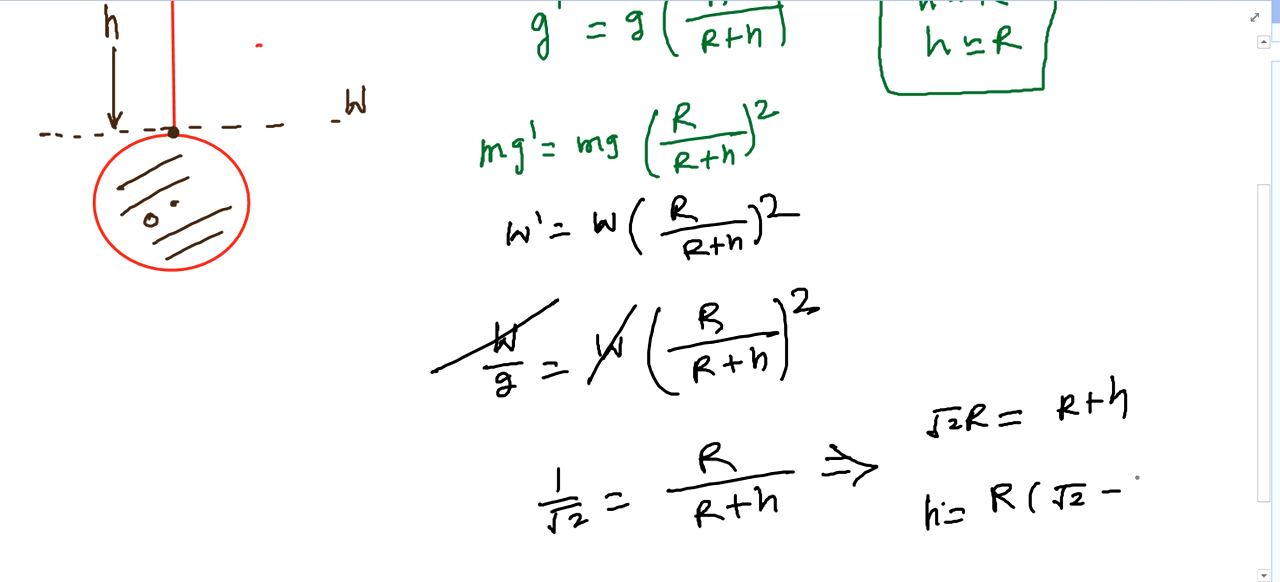 h
g' = g ( / R+h )
h ≃ R
W
mg' = mg (R / R+h)^2
O
W' = W (R / R+h)^2
W/g = W (R / R+h)^2
1/√2 = R / R+h ⇒
√2R = R+h
h = R(√2 –